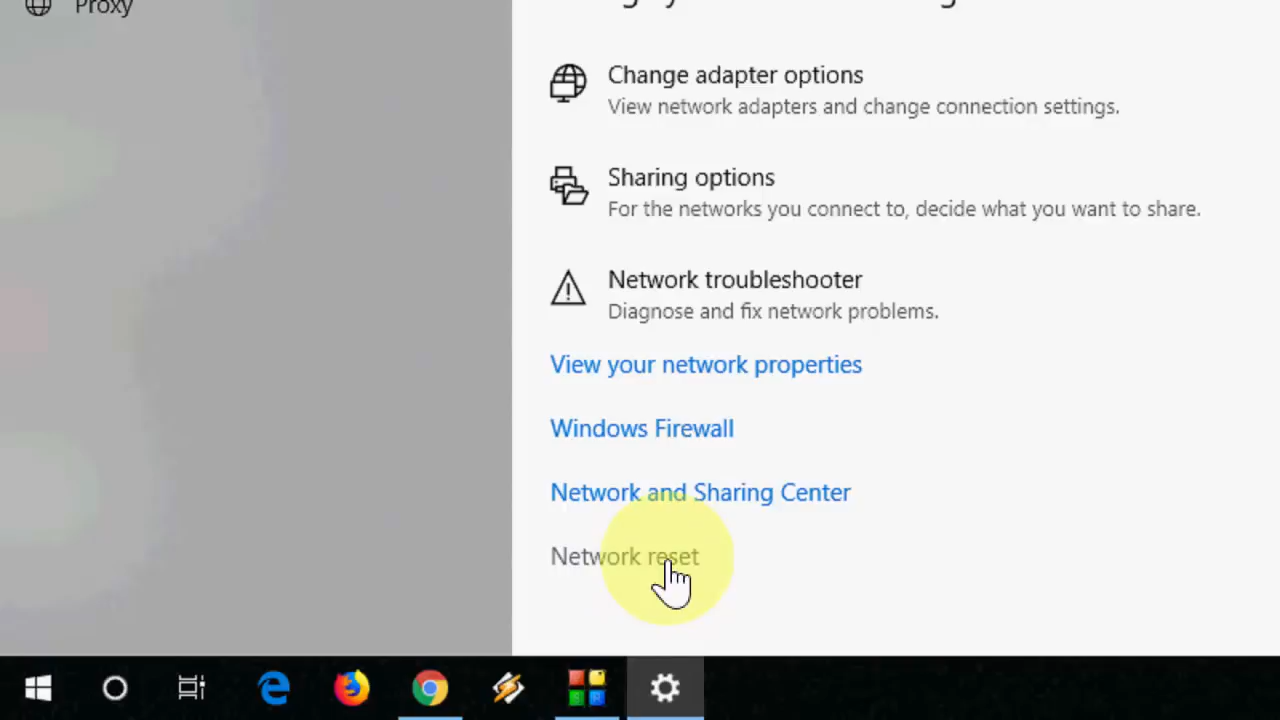 Proxy
Change adapter options
View network adapters and change connection settings.
Sharing options
For the networks you connect to, decide what you want to share.
Network troubleshooter
Diagnose and fix network problems.
View your network properties
Windows Firewall
Network and Sharing Center
Network reset